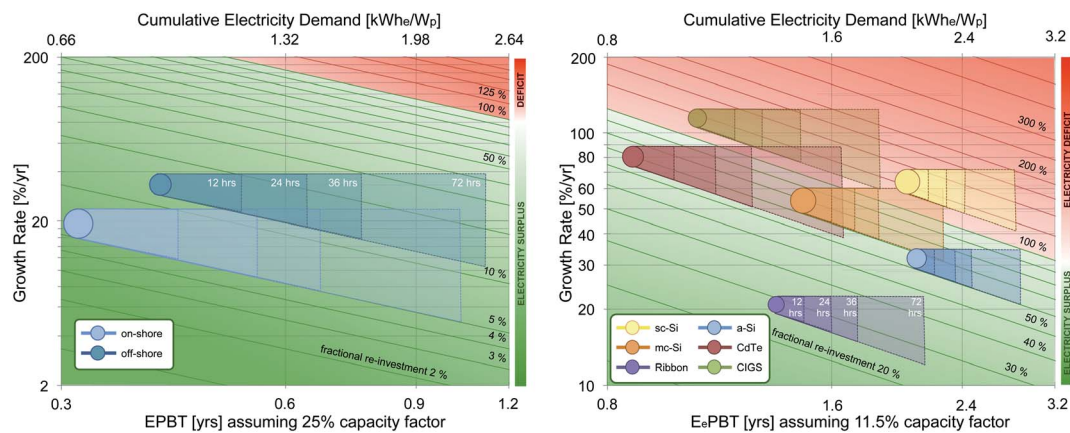 Cumulative Electricity Demand [kWhe/Wp]
0.66 1.32 1.98 2.64
200
20
2
Growth Rate [%/yr]
125 %
100 %
50 %
10 %
5 %
4 %
3 %
fractional re-investment 2 %
12 hrs 24 hrs 36 hrs 72 hrs
on-shore
off-shore
DEFICIT
ELECTRICITY SURPLUS
0.3 0.6 0.9 1.2
EPBT [yrs] assuming 25% capacity factor
Cumulative Electricity Demand [kWhe/Wp]
0.8 1.6 2.4 3.2
200
100
80
60
50
40
30
20
10
Growth Rate [%/yr]
300 %
200 %
100 %
50 %
40 %
30 %
fractional re-investment 20 %
12 hrs
24 hrs
36 hrs
72 hrs
sc-Si a-Si
mc-Si CdTe
Ribbon CIGS
ELECTRICITY DEFICIT
ELECTRICITY SURPLUS
0.8 1.6 2.4 3.2
EePBT [yrs] assuming 11.5% capacity factor